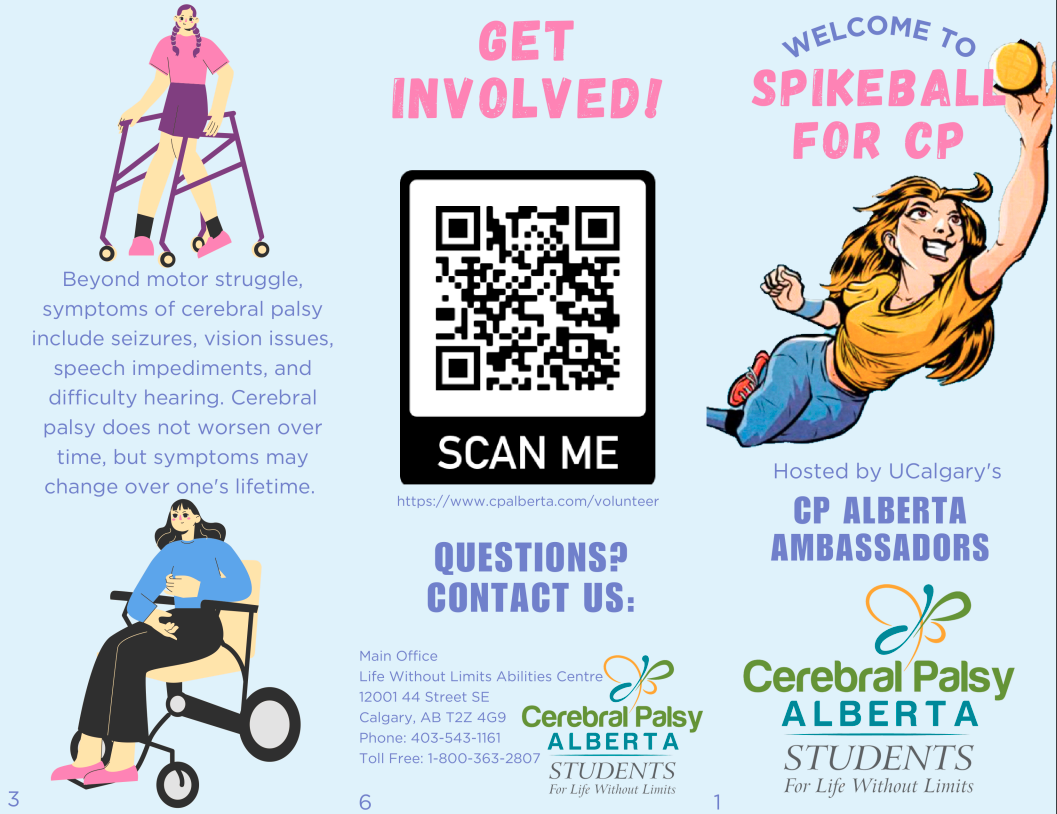 Beyond motor struggle,
symptoms of cerebral palsy
include seizures, vision issues,
speech impediments, and
difficulty hearing. Cerebral
palsy does not worsen over
time, but symptoms may
change over one's lifetime.
3
GET
INVOLVED!
SCAN ME
https://www.cpalberta.com/volunteer
QUESTIONS?
CONTACT US:
Main Office
Life Without Limits Abilities Centre
12001 44 Street SE
Calgary, AB T2Z 4G9
Phone: 403-543-1161
Toll Free: 1-800-363-2807
Cerebral Palsy
ALBERTA
STUDENTS
For Life Without Limits
6
WELCOME TO
SPIKEBALL
FOR CP
Hosted by UCalgary's
CP ALBERTA
AMBASSADORS
Cerebral Palsy
ALBERTA
STUDENTS
For Life Without Limits
1